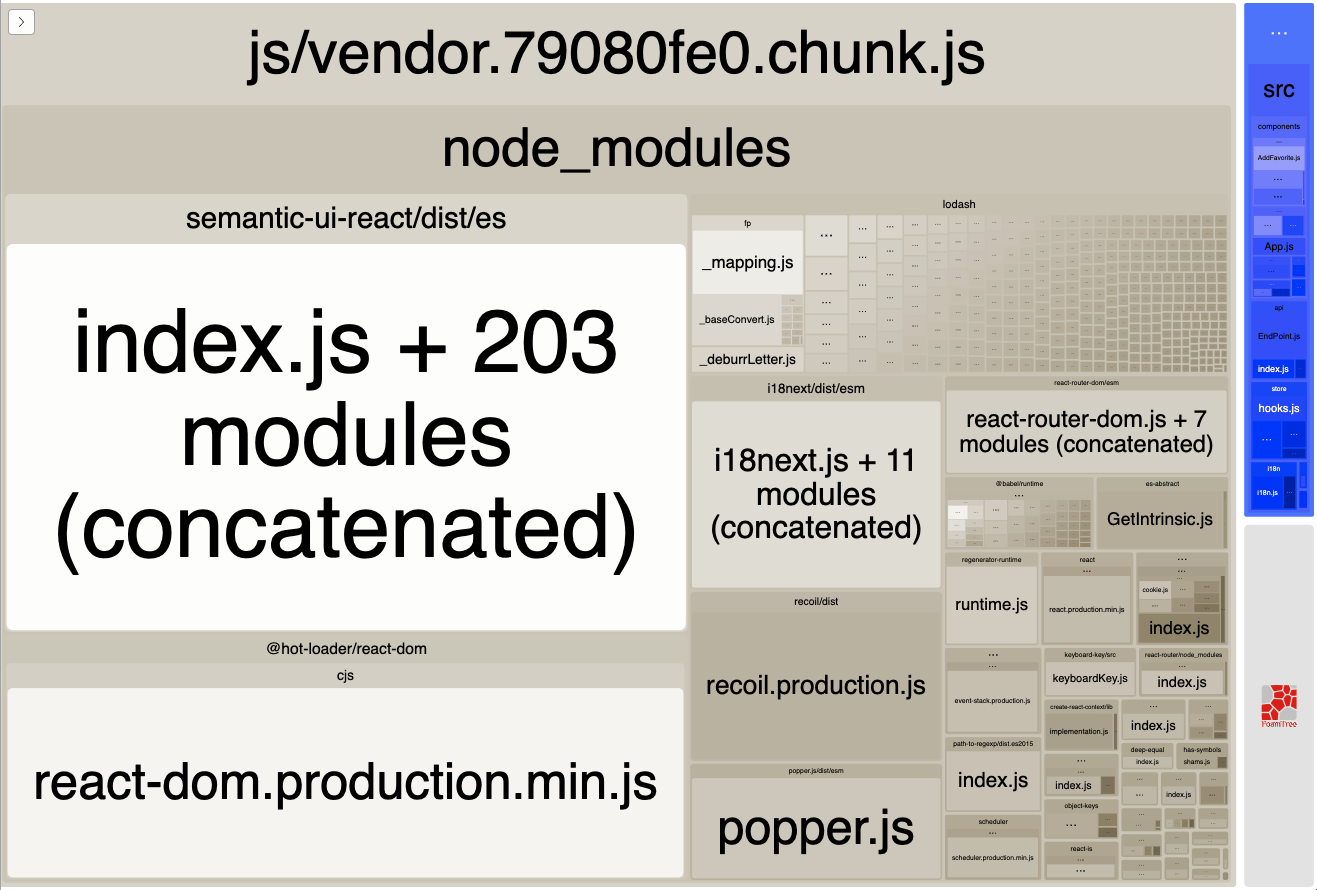 js/vendor.79080fe0.chunk.js
node_modules
semantic-ui-react/dist/es
index.js + 203
modules
(concatenated)
@hot-loader/react-dom
cjs
react-dom.production.min.js
lodash
fp
_mapping.js
_baseConvert.js
_deburrLetter.js
i18next/dist/esm
i18next.js + 11
modules
(concatenated)
recoil/dist
recoil.production.js
popper.js/dist/esm
popper.js
react-router-dom/esm
react-router-dom.js + 7
modules (concatenated)
@babel/runtime
...
es-abstract
GetIntrinsic.js
regenerator-runtime
runtime.js
react
...
react.production.min.js
...
...
cookie.js
index.js
...
...
event-stack.production.js
keyboard-key/src
keyboardKey.js
react-router/node_modules
...
index.js
create-react-context/lib
implementation.js
...
index.js
path-to-regexp/dist.es2015
index.js
...
...
index.js
deep-equal
index.js
has-symbols
shams.js
...
index.js
object-keys
...
scheduler
...
scheduler.production.min.js
react-is
...
...
...
src
components
...
AddFavorite.js
...
...
App.js
api
EndPoint.js
index.js
store
hooks.js
...
i18n
i18n.js
FoamTree